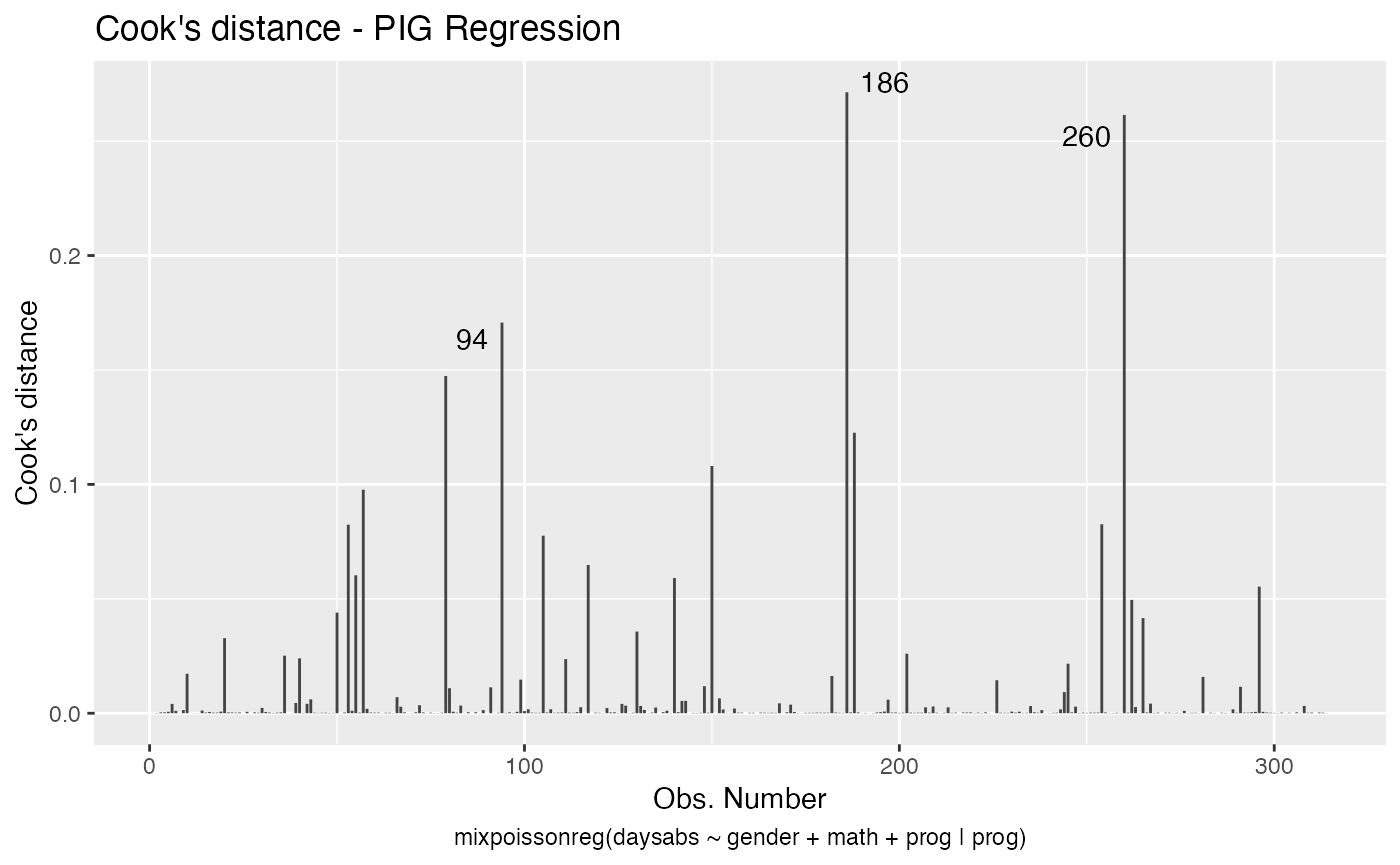 Cook's distance - PIG Regression
186
260
94
0.2
0.1
0.0
Cook's distance
0
100
200
300
Obs. Number
mixpoissonreg(daysabs ~ gender + math + prog | prog)